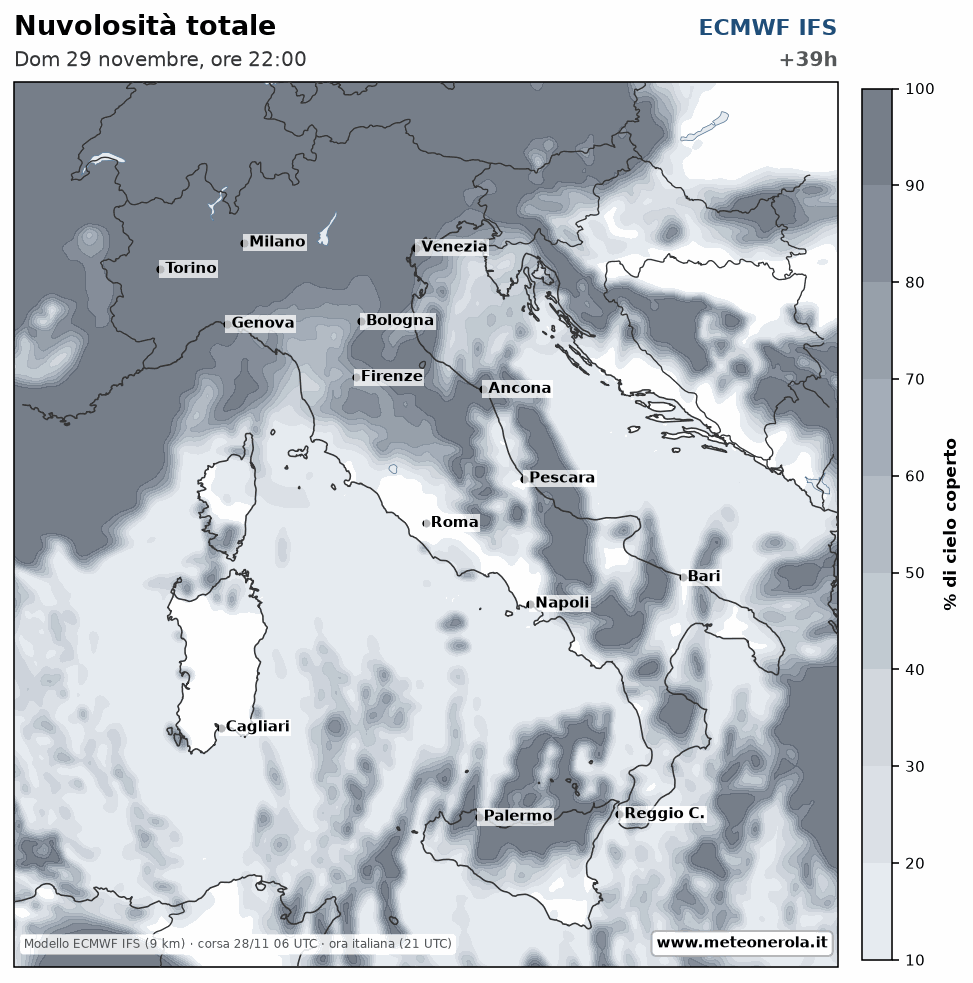 Nuvolosità totale
ECMWF IFS
Dom 29 novembre, ore 22:00
+39h
Milano
Venezia
Torino
Genova
Bologna
Firenze
Ancona
Pescara
Roma
Bari
Napoli
Cagliari
Palermo
Reggio C.
Modello ECMWF IFS (9 km) · corsa 28/11 06 UTC · ora italiana (21 UTC)
www.meteonerola.it
100
90
80
70
60
50
40
30
20
10
% di cielo coperto